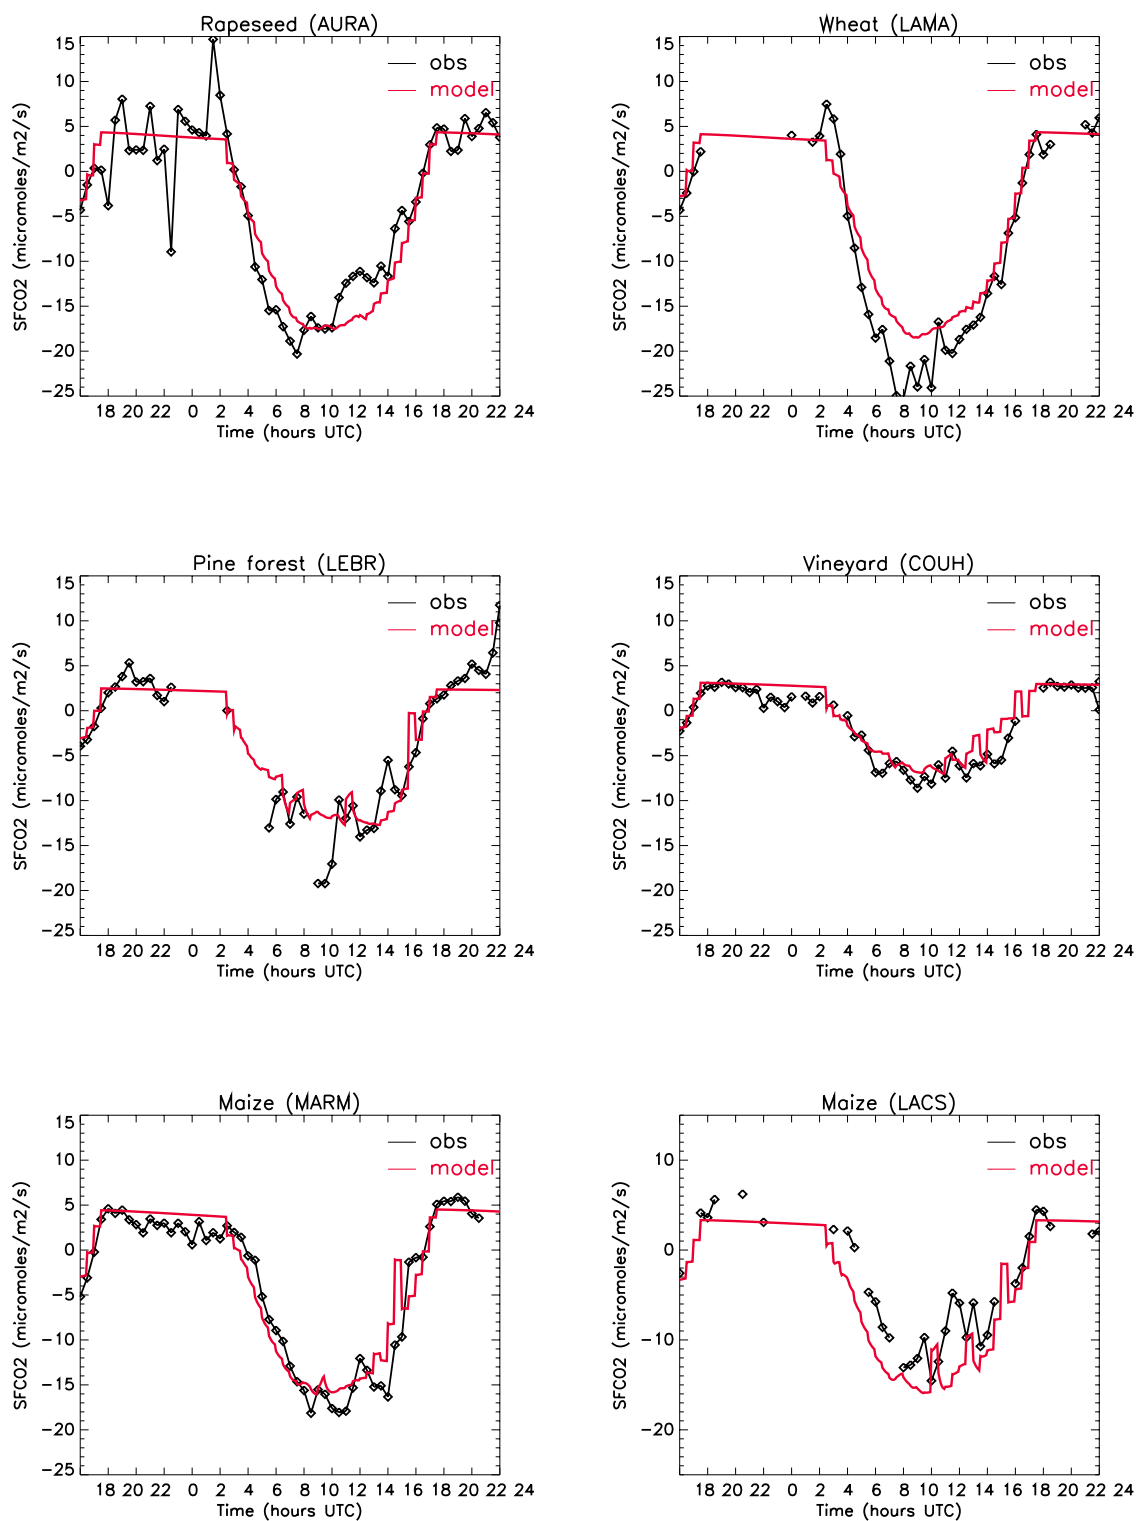 Rapeseed (AURA)
15
10
5
0
−5
−10
−15
−20
−25
SFCO2 (micromoles/m2/s)
obs
model
18 20 22 0 2 4 6 8 10 12 14 16 18 20 22 24
Time (hours UTC)
Wheat (LAMA)
15
10
5
0
−5
−10
−15
−20
−25
SFCO2 (micromoles/m2/s)
obs
model
18 20 22 0 2 4 6 8 10 12 14 16 18 20 22 24
Time (hours UTC)
Pine forest (LEBR)
15
10
5
0
−5
−10
−15
−20
−25
SFCO2 (micromoles/m2/s)
obs
model
18 20 22 0 2 4 6 8 10 12 14 16 18 20 22 24
Time (hours UTC)
Vineyard (COUH)
15
10
5
0
−5
−10
−15
−20
−25
SFCO2 (micromoles/m2/s)
obs
model
18 20 22 0 2 4 6 8 10 12 14 16 18 20 22 24
Time (hours UTC)
Maize (MARM)
15
10
5
0
−5
−10
−15
−20
−25
SFCO2 (micromoles/m2/s)
obs
model
18 20 22 0 2 4 6 8 10 12 14 16 18 20 22 24
Time (hours UTC)
Maize (LACS)
15
10
5
0
−10
−20
SFCO2 (micromoles/m2/s)
obs
model
18 20 22 0 2 4 6 8 10 12 14 16 18 20 22 24
Time (hours UTC)